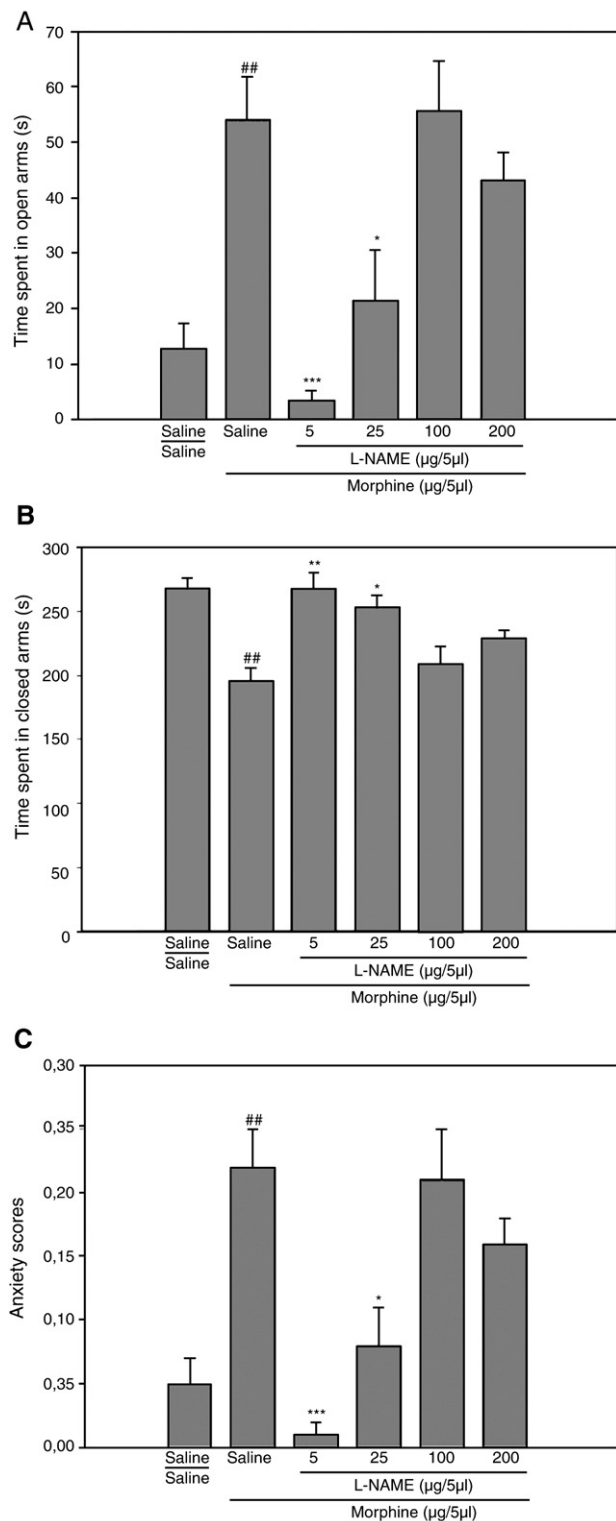 A
Time spent in open arms (s)
70
60
50
40
30
20
10
0
##
***
*
Saline Saline 5 25 100 200
Saline
L-NAME (µg/5µl)
Morphine (µg/5µl)
B
Time spent in closed arms (s)
300
250
200
150
100
50
0
##
**
*
Saline Saline 5 25 100 200
Saline
L-NAME (µg/5µl)
Morphine (µg/5µl)
C
Anxiety scores
0,30
0,35
0,20
0,15
0,10
0,35
0,00
##
***
*
Saline Saline 5 25 100 200
Saline
L-NAME (µg/5µl)
Morphine (µg/5µl)